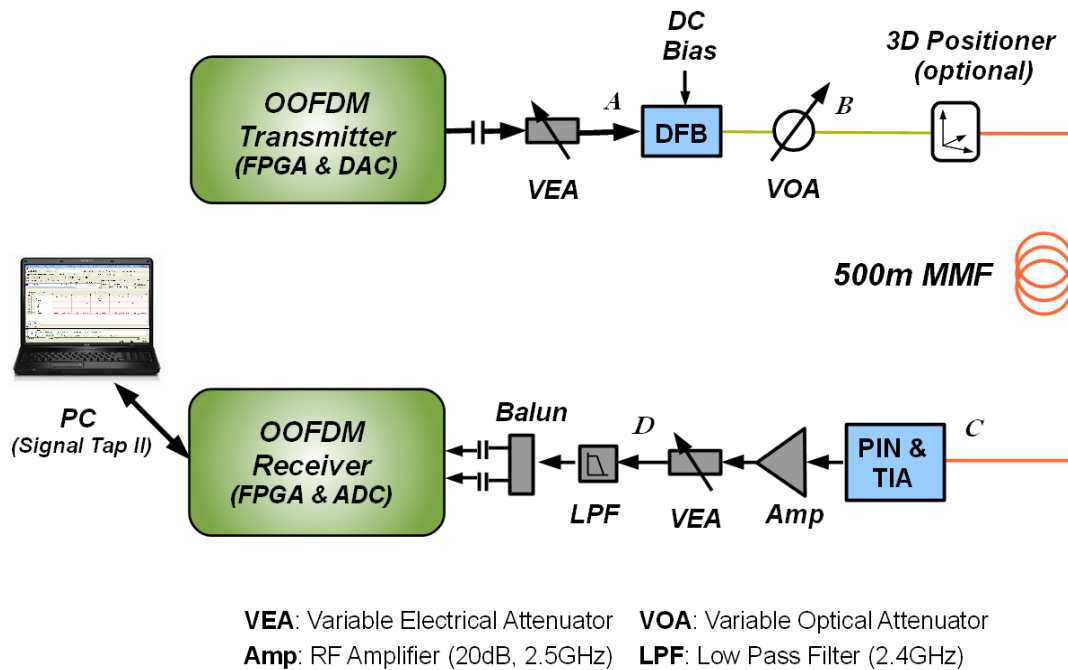 OOFDM
Transmitter
(FPGA & DAC)
VEA
A
DC
Bias
DFB
VOA
B
3D Positioner
(optional)
500m MMF
PC
(Signal Tap II)
OOFDM
Receiver
(FPGA & ADC)
Balun
LPF
D
VEA
Amp
PIN &
TIA
C
VEA: Variable Electrical Attenuator VOA: Variable Optical Attenuator
Amp: RF Amplifier (20dB, 2.5GHz) LPF: Low Pass Filter (2.4GHz)